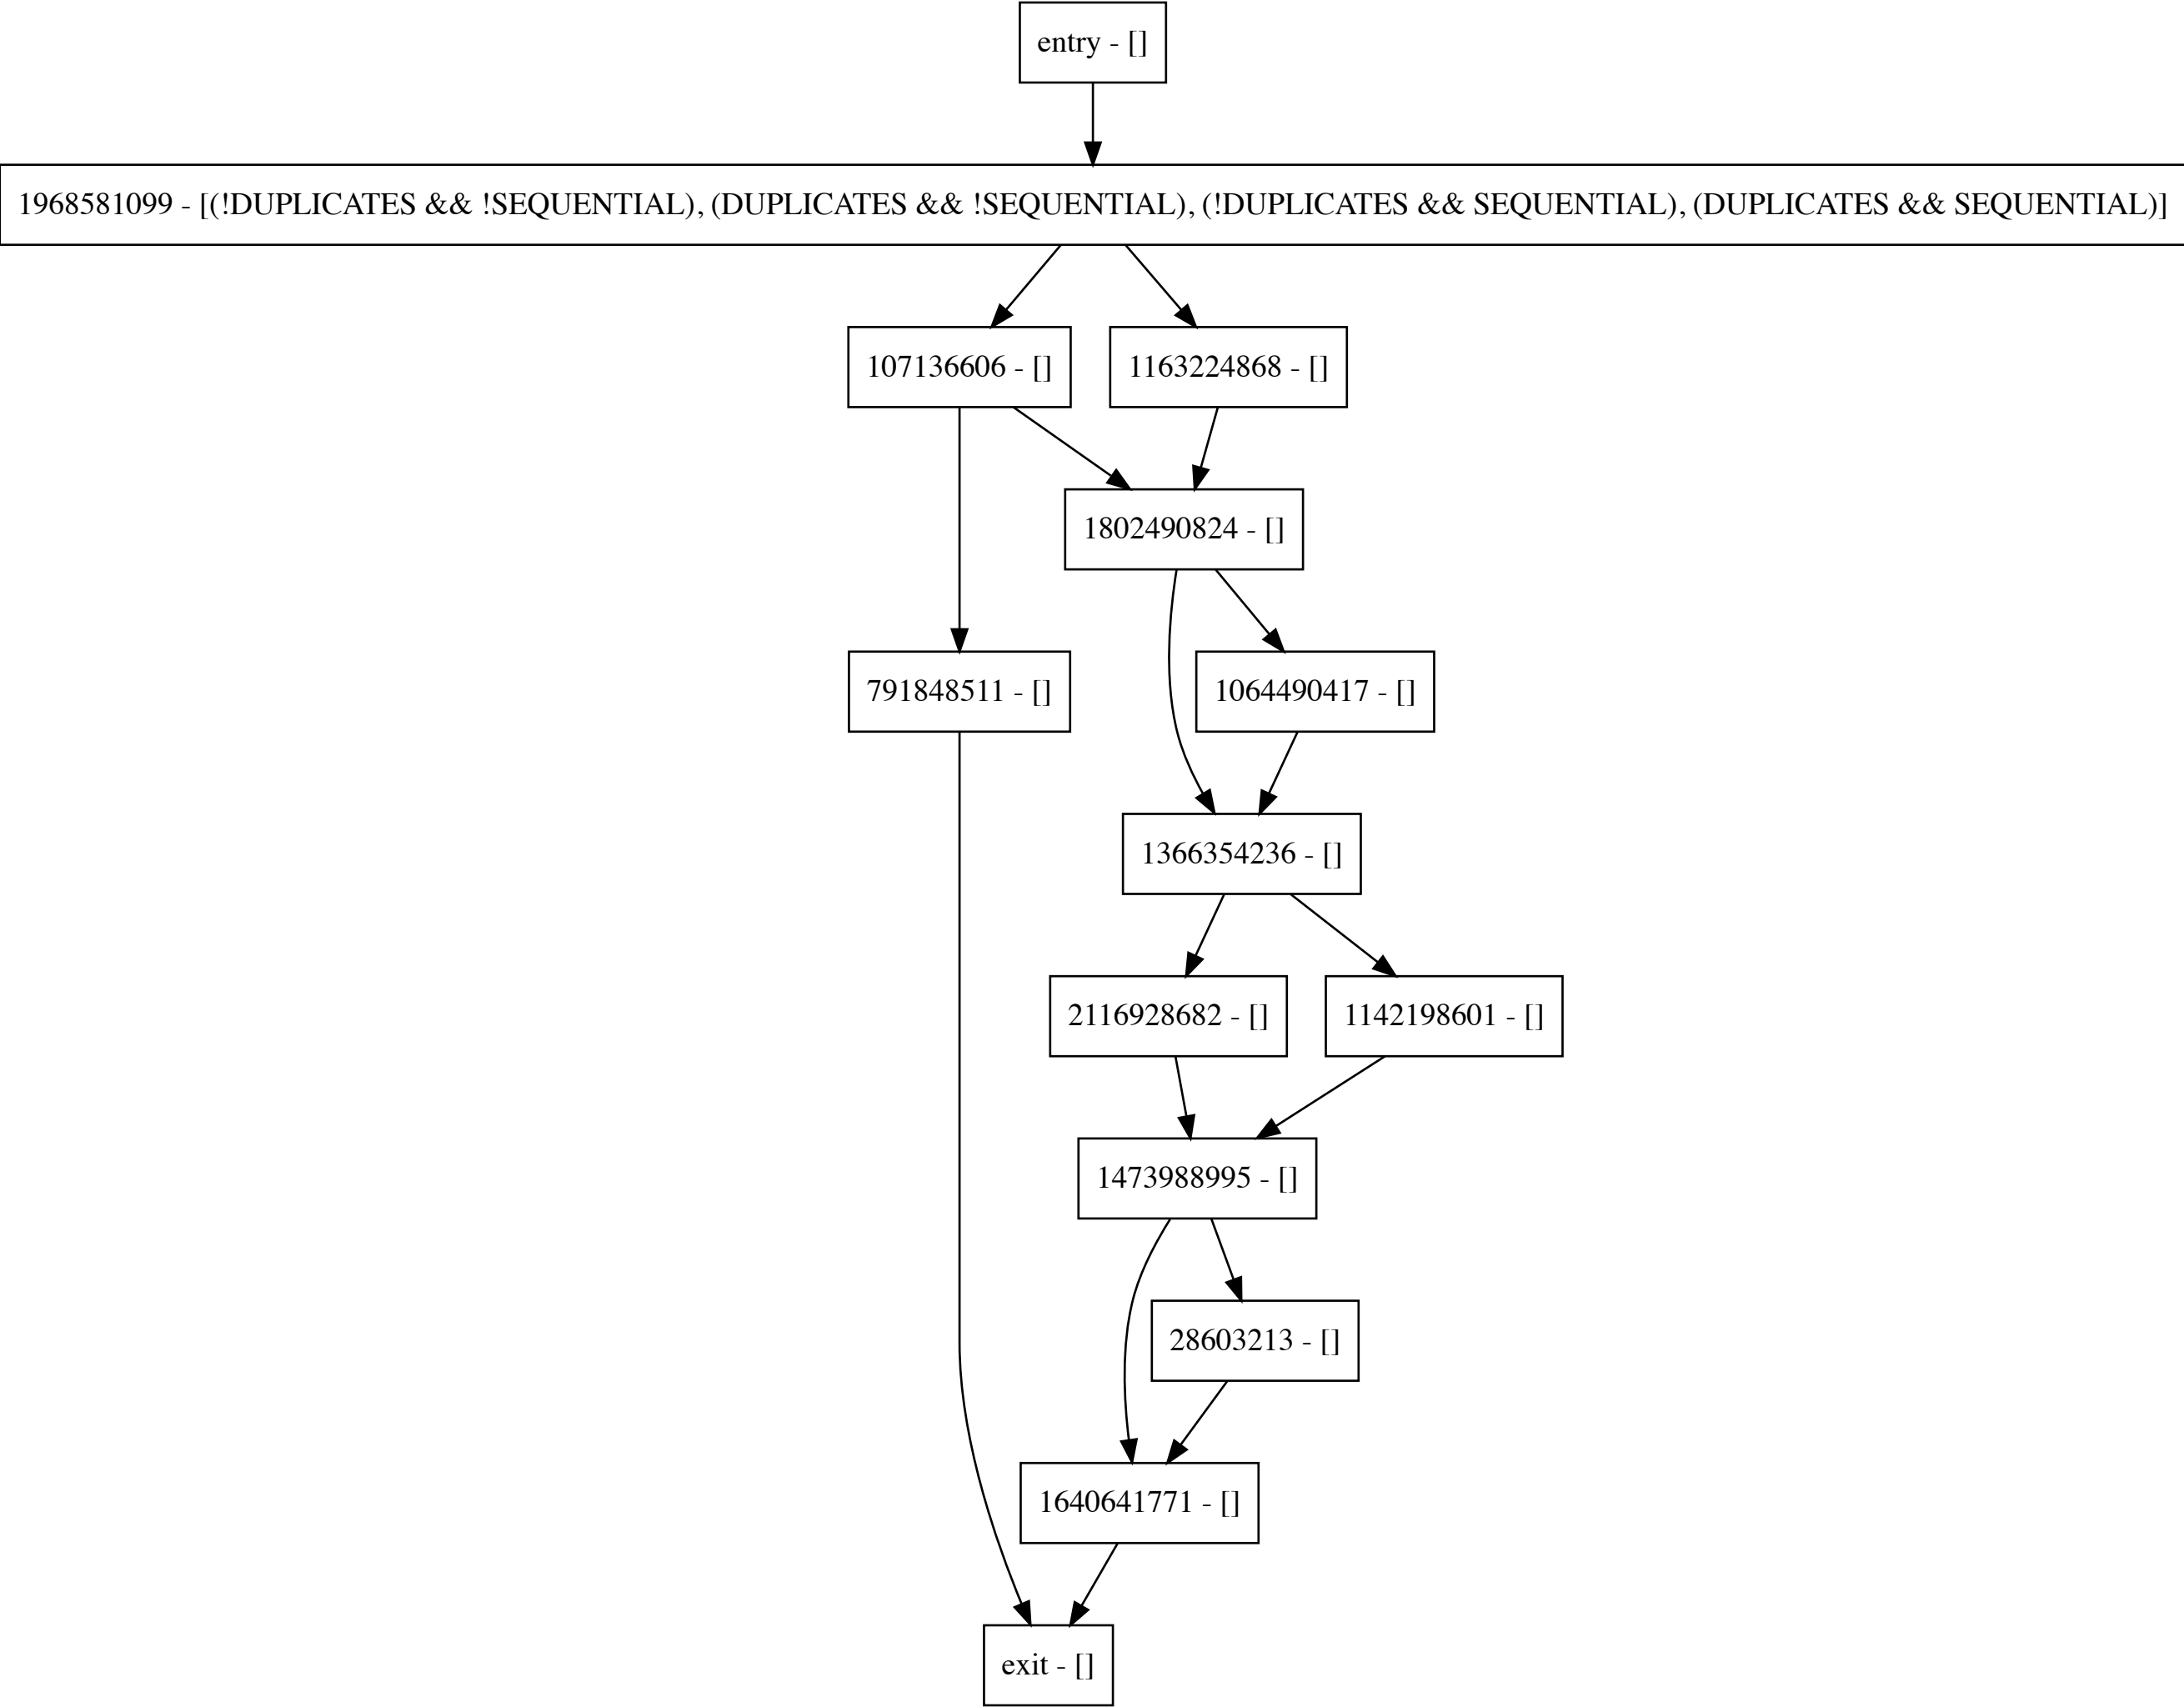 entry - []
1968581099 - [(!DUPLICATES && !SEQUENTIAL), (DUPLICATES && !SEQUENTIAL), (!DUPLICATES && SEQUENTIAL), (DUPLICATES && SEQUENTIAL)]
107136606 - []
1163224868 - []
1802490824 - []
791848511 - []
1064490417 - []
1366354236 - []
2116928682 - []
1142198601 - []
1473988995 - []
28603213 - []
1640641771 - []
exit - []